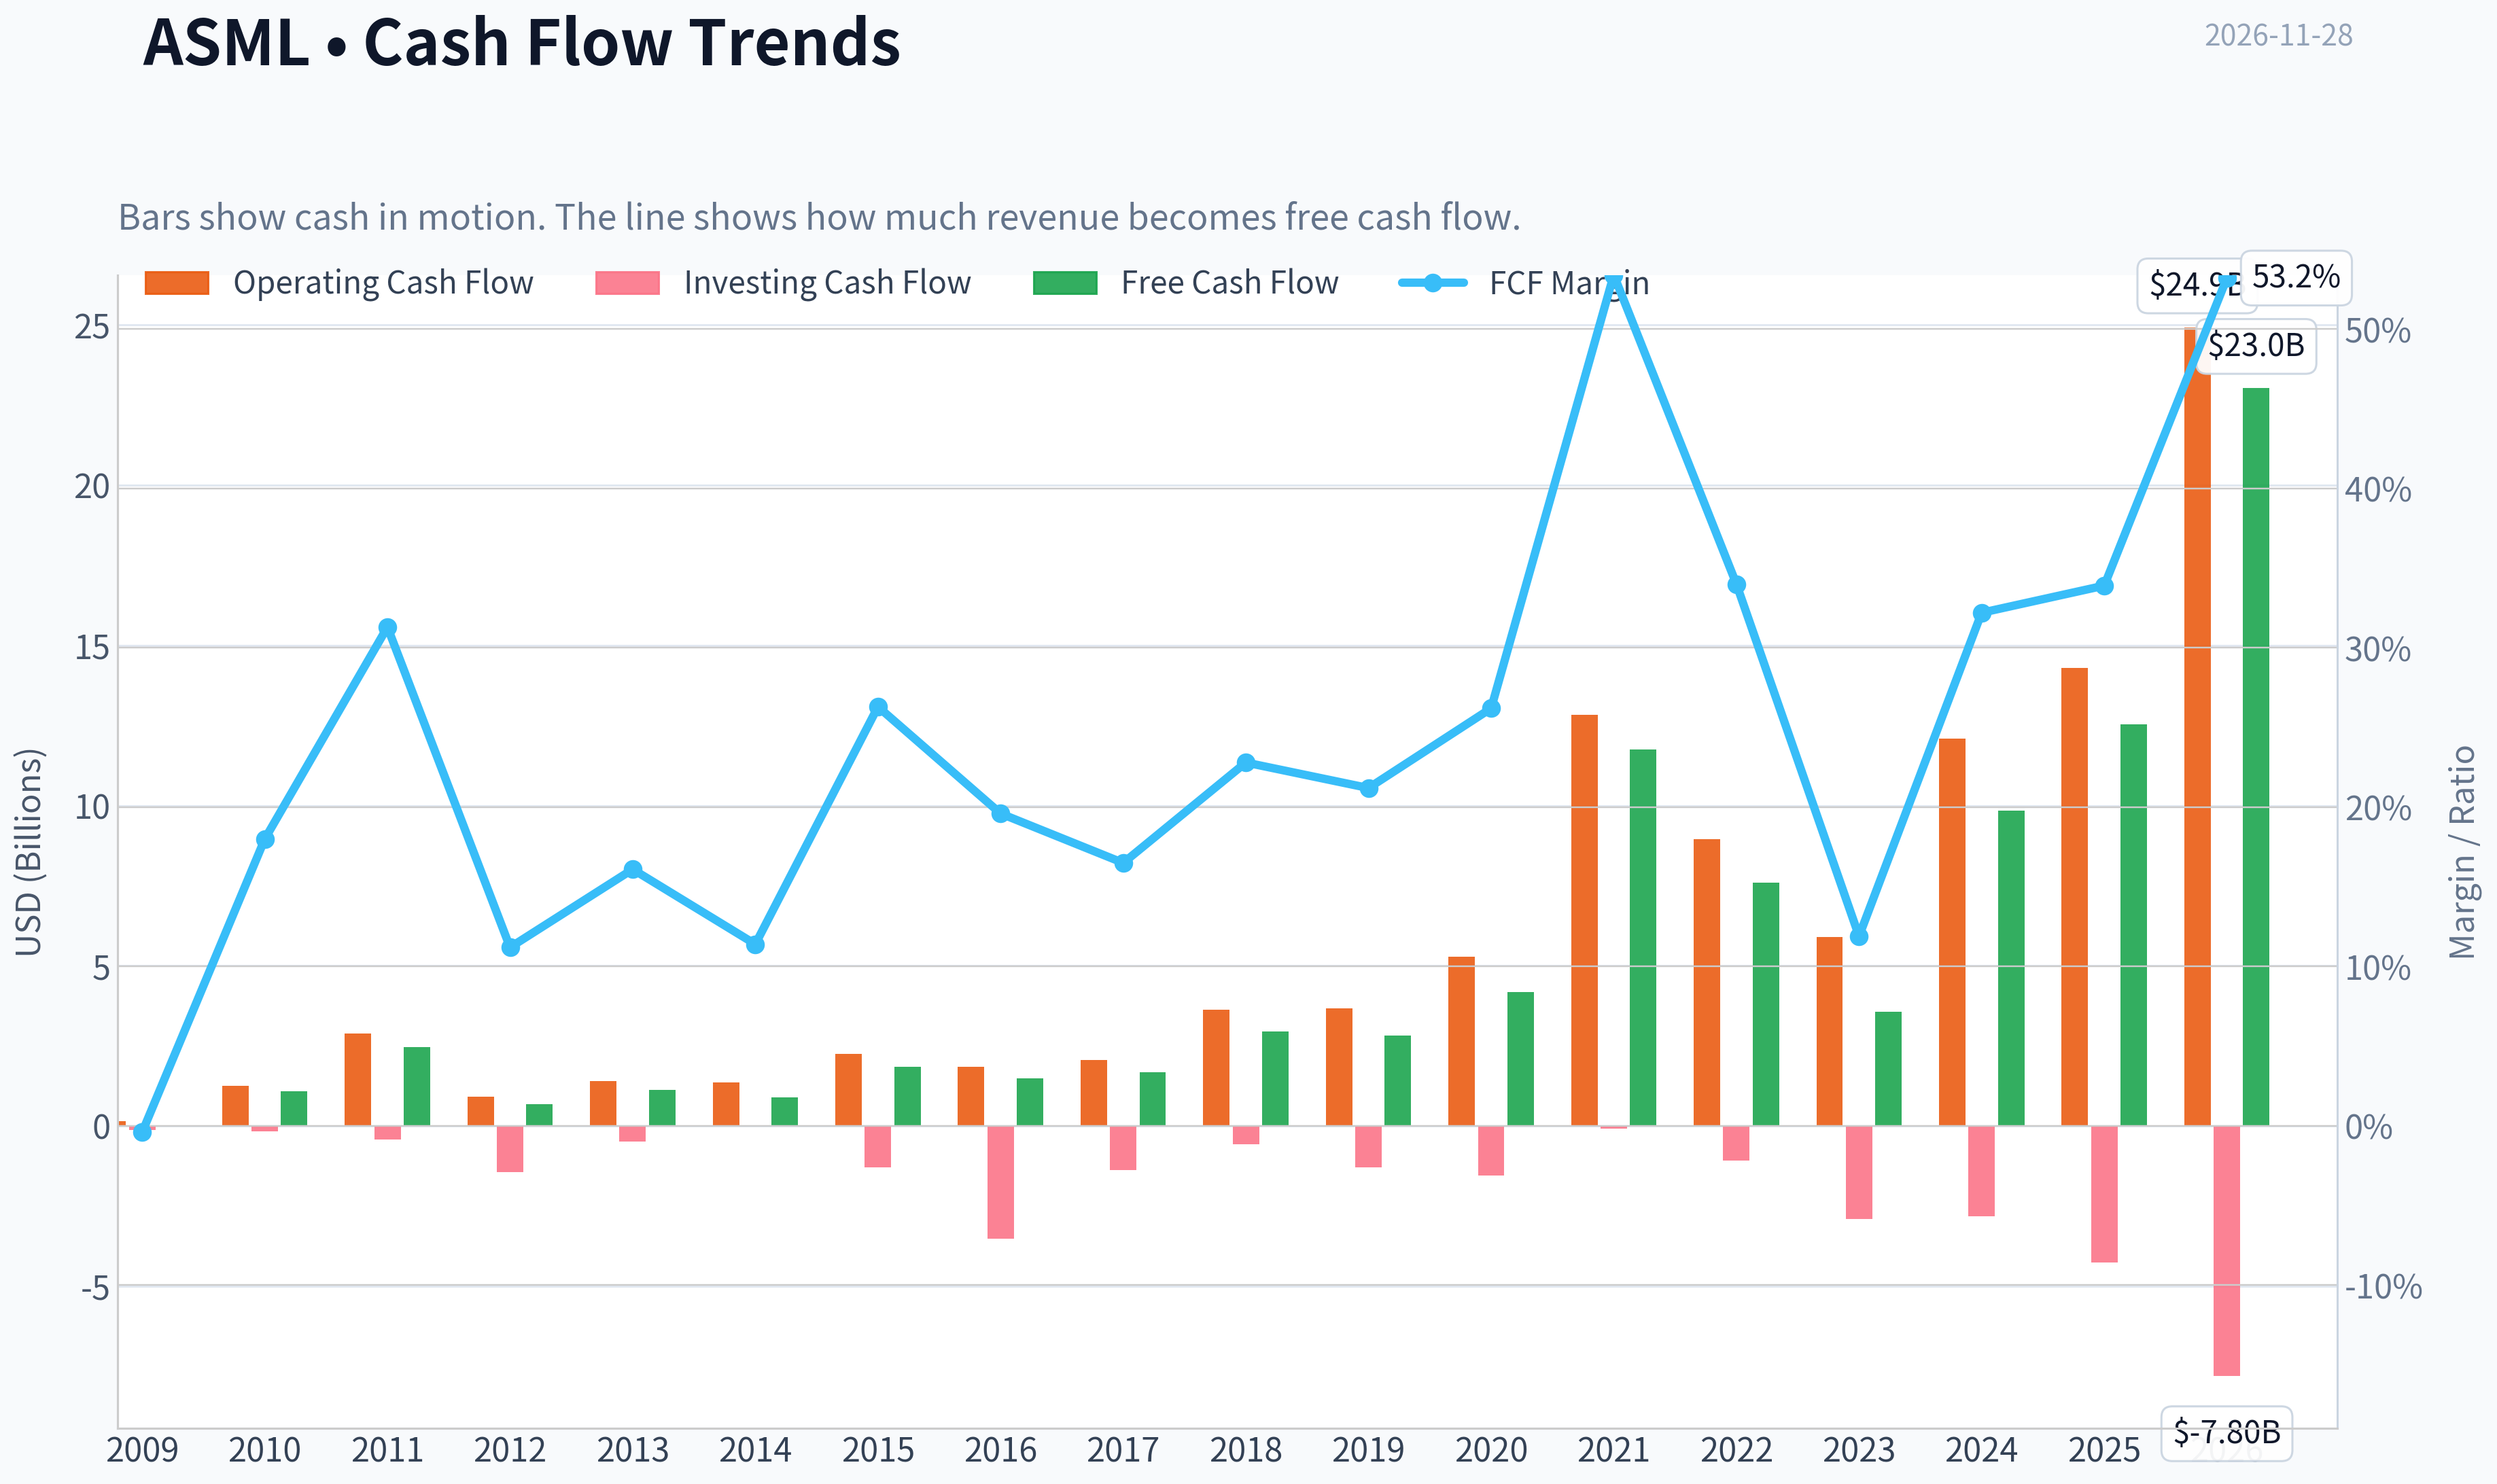 ASML • Cash Flow Trends
2026-11-28
Bars show cash in motion. The line shows how much revenue becomes free cash flow.
Operating Cash Flow
Investing Cash Flow
Free Cash Flow
FCF Margin
$24.9B
53.2%
$23.0B
25
20
15
10
5
0
-5
USD (Billions)
50%
40%
30%
20%
10%
0%
-10%
Margin / Ratio
$-7.80B
2009 2010 2011 2012 2013 2014 2015 2016 2017 2018 2019 2020 2021 2022 2023 2024 2025 2026